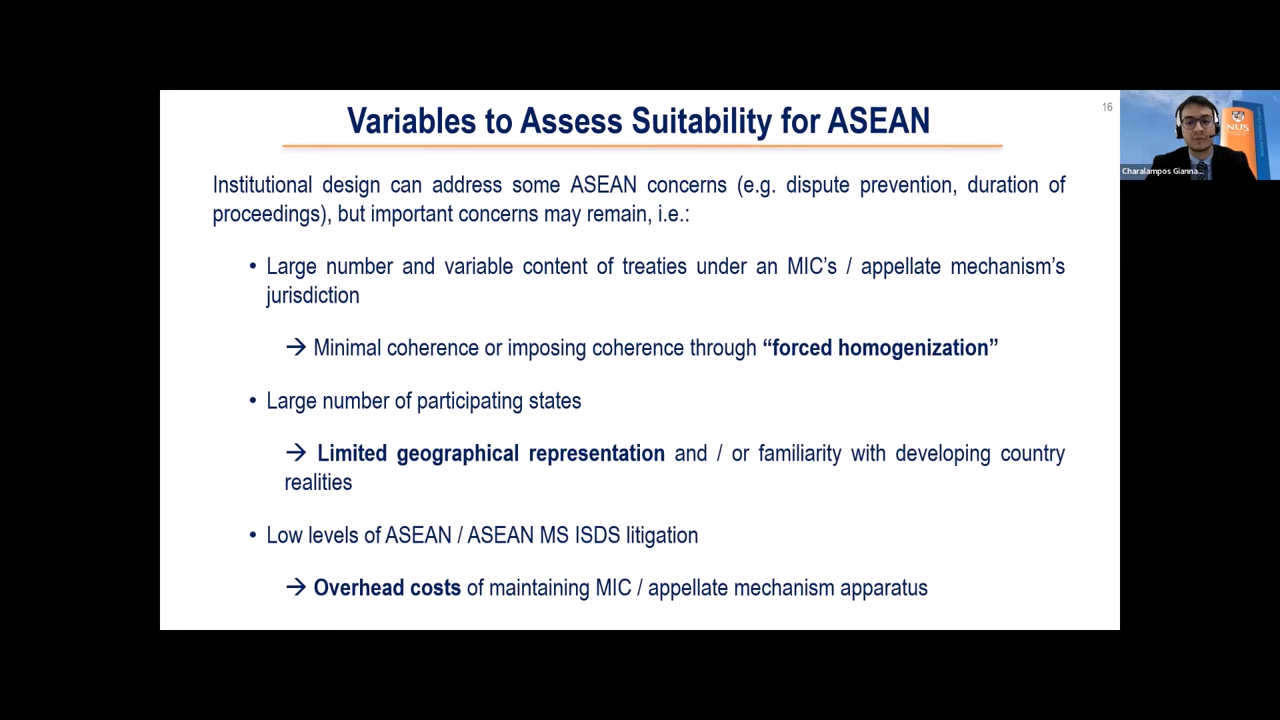 Variables to Assess Suitability for ASEAN
16
NUS
Charalampos Gianna...
Institutional design can address some ASEAN concerns (e.g. dispute prevention, duration of
proceedings), but important concerns may remain, i.e.:
• Large number and variable content of treaties under an MIC’s / appellate mechanism’s
jurisdiction
→ Minimal coherence or imposing coherence through “forced homogenization”
• Large number of participating states
→ Limited geographical representation and / or familiarity with developing country
realities
• Low levels of ASEAN / ASEAN MS ISDS litigation
→ Overhead costs of maintaining MIC / appellate mechanism apparatus